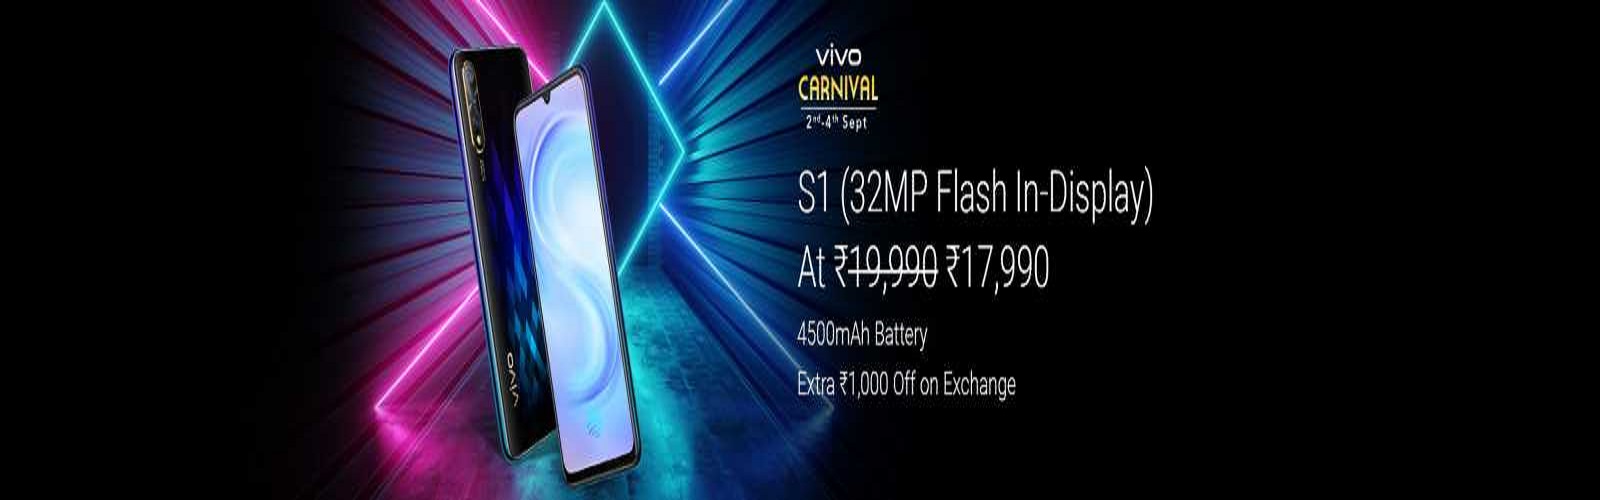 vivo
CARNIVAL
2nd-4th Sept
S1 (32MP Flash In-Display)
At ₹19,990 ₹17,990
4500mAh Battery
Extra ₹1,000 Off on Exchange
vivo